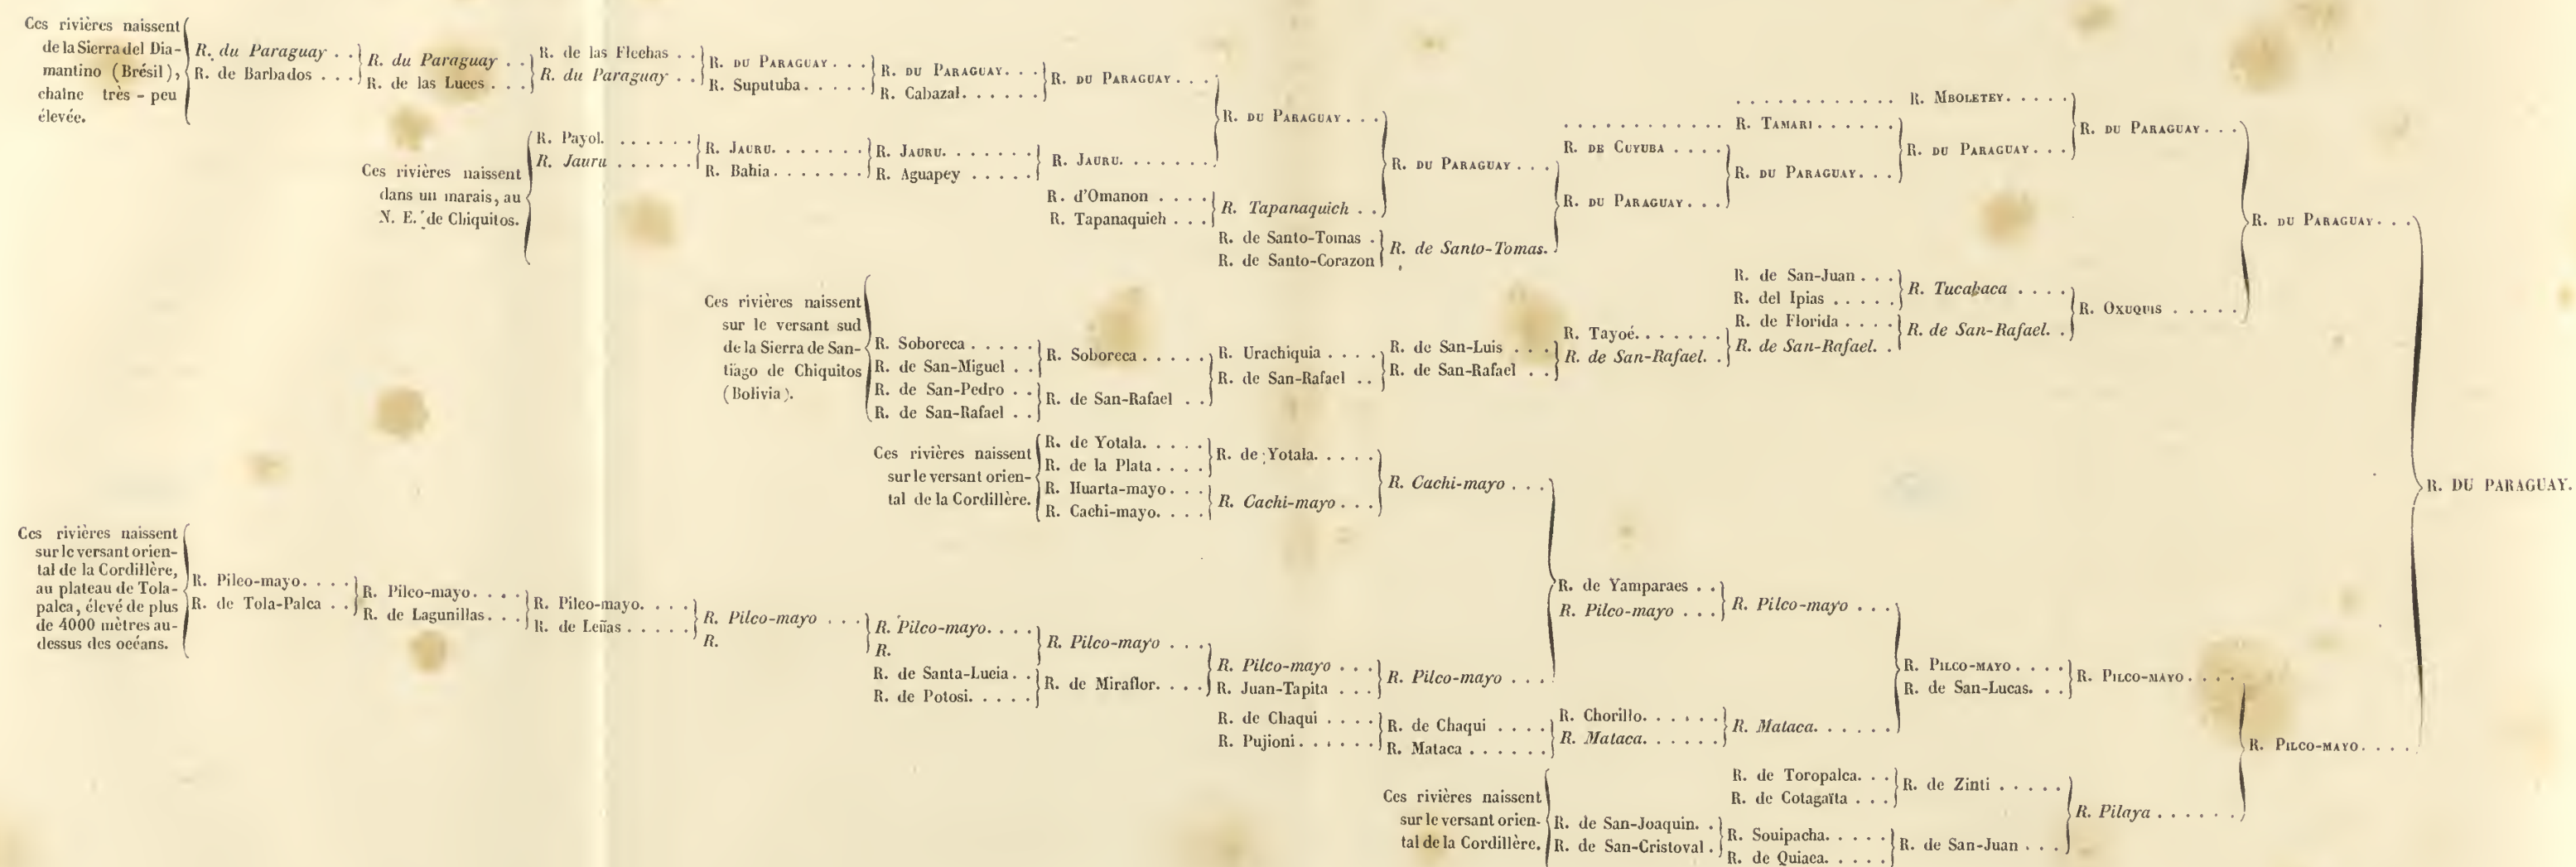 Ces rivières naissent
de la Sierra del Dia-
mantino (Brésil),
chaîne très-peu
élevée.
R. du Paraguay . .
R. de Barbados . . .
R. du Paraguay . .
R. de las Luces . . .
R. de las Flechas . .
R. du Paraguay . .
R. DU PARAGUAY . . .
R. Suputuba. . . . . .
R. DU PARAGUAY. . .
R. Cabazal. . . . . .
R. DU PARAGUAY . . .
Ces rivières naissent
dans un marais, au
N. E. de Chiquitos.
R. Payol. . . . . . .
R. Jauru . . . . . .
R. JAURU. . . . . . .
R. Bahia . . . . . . .
R. JAURU. . . . . . .
R. Aguapey . . . . .
R. JAURU. . . . . . .
R. DU PARAGUAY . . .
R. d'Omanon . . . .
R. Tapanaquich . . .
R. Tapanaquich . .
R. DU PARAGUAY . . .
R. de Santo-Tomas .
R. de Santo-Corazon
R. de Santo-Tomas.
R. DE CUYUBA . . . .
R. DU PARAGUAY . . .
. . . . . . . . . . . . R. TAMARI . . . . . .
R. DU PARAGUAY. . .
. . . . . . . . . . . . R. MBOLETEY. . . . .
R. DU PARAGUAY. . .
R. DU PARAGUAY . . .
Ces rivières naissent
sur le versant sud
de la Sierra de San-
tiago de Chiquitos
(Bolivia).
R. Soboreca . . . . .
R. de San-Miguel . .
R. de San-Pedro . .
R. de San-Rafael . .
R. Soboreca . . . . .
R. de San-Rafael . .
R. Urachiquia . . . .
R. de San-Rafael . .
R. de San-Luis . . .
R. de San-Rafael . .
R. Tayoé. . . . . . .
R. de San-Rafael. .
R. de San-Juan . . .
R. del Ipias . . . . .
R. de Florida . . . .
R. de San-Rafael. .
R. Tucabaca . . . .
R. de San-Rafael. .
R. OXUQUIS . . . . .
R. DU PARAGUAY. . . .
Ces rivières naissent
sur le versant orien-
tal de la Cordillère.
R. de Yotala. . . . .
R. de la Plata . . . .
R. Huarta-mayo. . .
R. Cachi-mayo. . . .
R. de Yotala. . . . .
R. Cachi-mayo . . .
R. Cachi-mayo . . .
Ces rivières naissent
sur le versant orien-
tal de la Cordillère,
au plateau de Tola-
palca, élevé de plus
de 4000 mètres au-
dessus des océans.
R. Pilco-mayo. . . .
R. de Tola-Palca . .
R. Pilco-mayo. . . .
R. de Lagunillas. . .
R. Pilco-mayo. . . .
R. de Leñas . . . . .
R. Pilco-mayo . . .
R.
R. Pilco-mayo. . . .
R.
R. de Santa-Lucia . .
R. de Potosi. . . . .
R. Pilco-mayo . . .
R. de Miraflor. . . .
R. Pilco-mayo . . .
R. Juan-Tapita . . .
R. Pilco-mayo . . .
R. de Yamparaes . .
R. Pilco-mayo . . .
R. Pilco-mayo . . .
R. de Chaqui . . . .
R. Pujioni . . . . . .
R. de Chaqui . . . .
R. Mataca . . . . . .
R. Chorillo. . . . . .
R. Mataca. . . . . .
R. Mataca. . . . . .
R. PILCO-MAYO . . . .
R. de San-Lucas. . .
R. PILCO-MAYO . . . .
Ces rivières naissent
sur le versant orien-
tal de la Cordillère.
R. de San-Joaquin. .
R. de San-Cristoval .
R. de Toropalca. . .
R. de Cotagaïta . . .
R. Souipacha. . . . .
R. de Quiaca. . . . .
R. de Zinti . . . . .
R. de San-Juan . . .
R. Pilaya . . . . . .
R. PILCO-MAYO. . . . .
R. DU PARAGUAY.